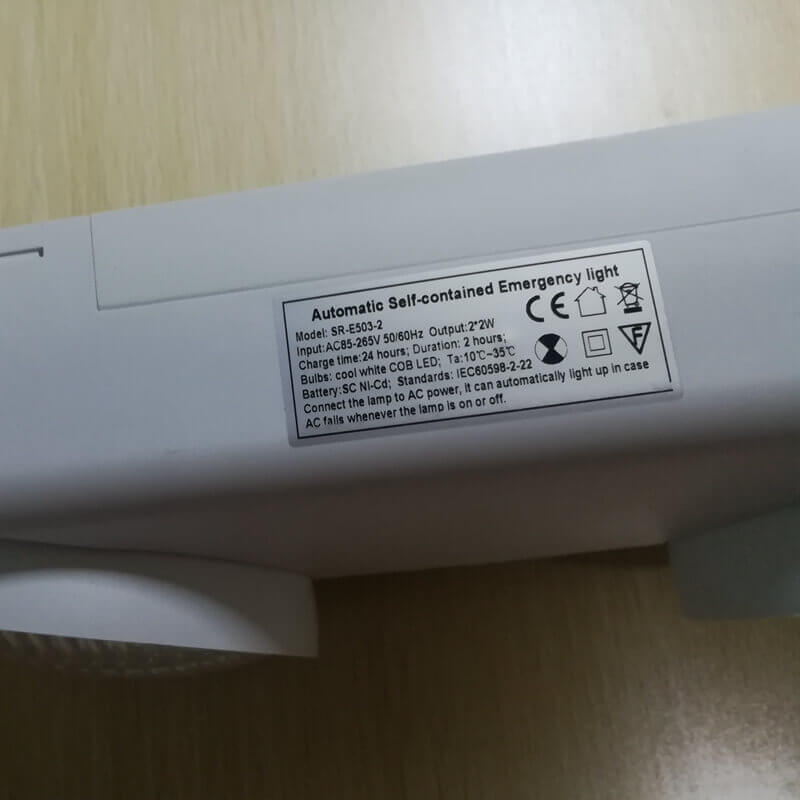 Automatic Self-contained Emergency light
Model: SR-E503-2
Input:AC85-265V 50/60Hz Output:2*2W
Charge time:24 hours; Duration: 2 hours;
Bulbs: cool white COB LED; Ta:10℃~35℃
Battery:SC Ni-Cd; Standards: IEC60598-2-22
Connect the lamp to AC power, it can automatically light up in case
AC fails whenever the lamp is on or off.
CE
F